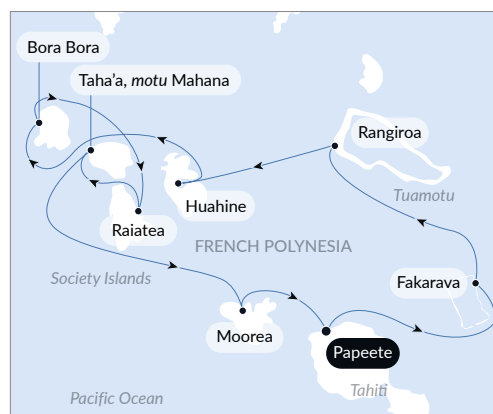 Bora Bora
Taha'a, motu Mahana
Rangiroa
Tuamotu
Huahine
Raiatea
FRENCH POLYNESIA
Society Islands
Fakarava
Moorea
Papeete
Tahiti
Pacific Ocean